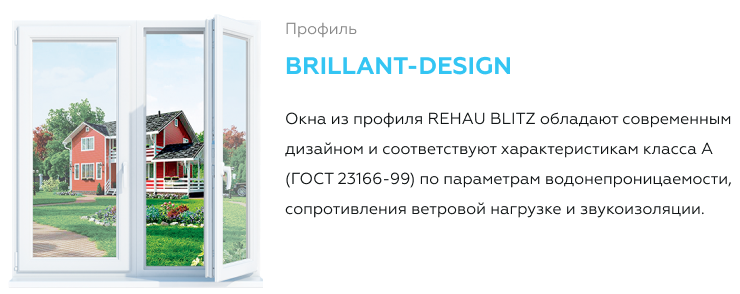 Профиль
BRILLANT-DESIGN
Окна из профиля REHAU BLITZ обладают современным
дизайном и соответствуют характеристикам класса А
(ГОСТ 23166-99) по параметрам водонепроницаемости,
сопротивления ветровой нагрузке и звукоизоляции.